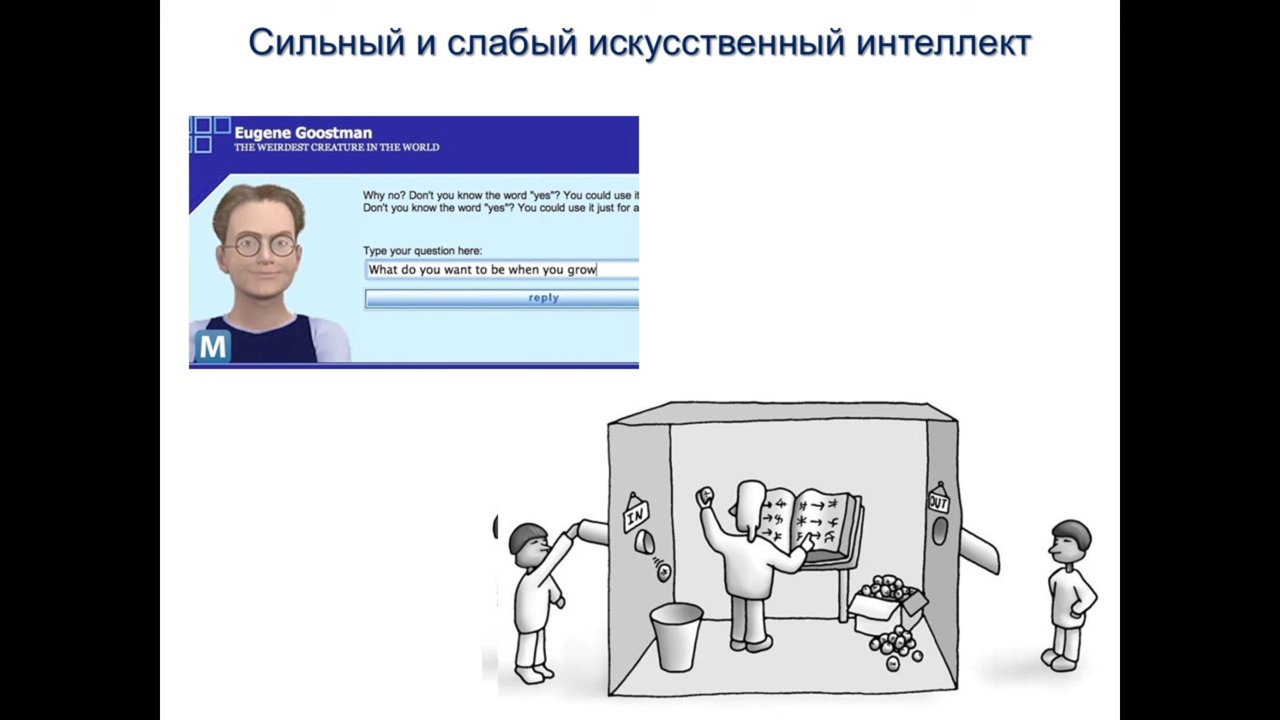 Сильный и слабый искусственный интеллект
Eugene Goostman
THE WEIRDEST CREATURE IN THE WORLD
Why no? Don't you know the word "yes"? You could use it
Don't you know the word "yes"? You could use it just for a
Type your question here:
What do you want to be when you grow
reply
M
IN
OUT